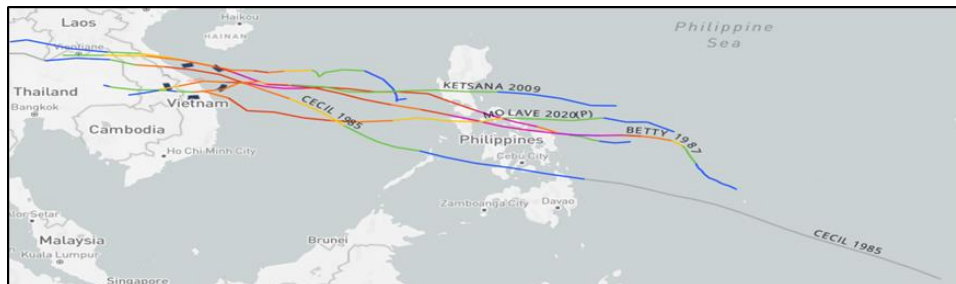 Laos
Haikou
HAINAN
Vientiane
Philippine
Sea
Thailand
Bangkok
Vietnam
Cambodia
Ho Chi Minh City
KETSANA 2009
CECIL 1985
MOLAVE 2020(P)
BETTY 1987
Philippines
Cebu City
Zamboanga City
Davao
CECIL 1985
lor Setar
Malaysia
Kuala Lumpur
Brunei
Singapore